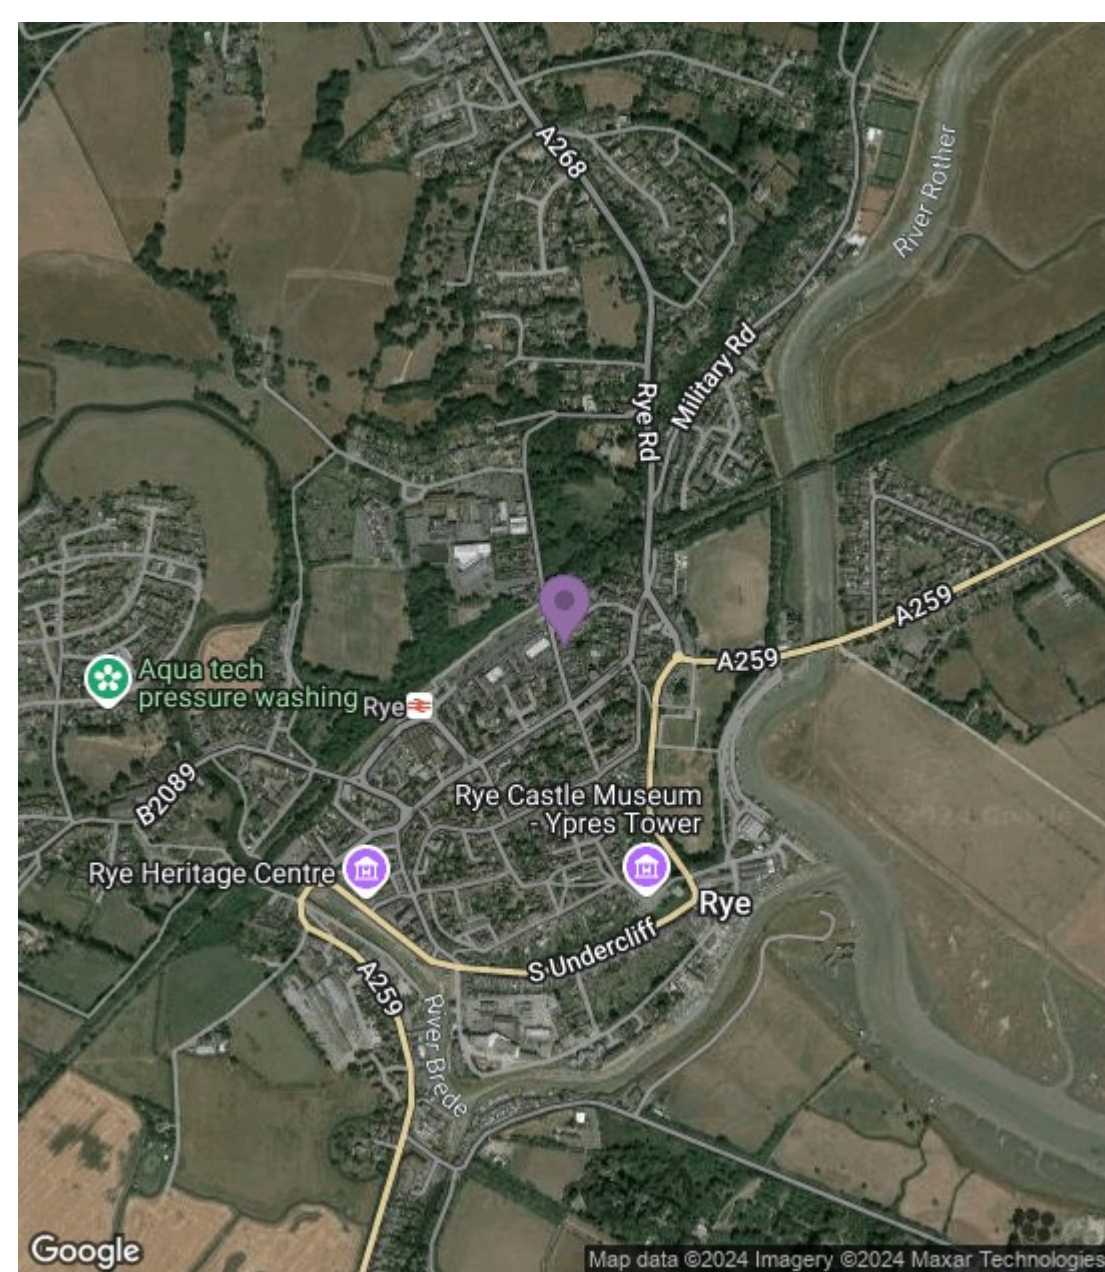 A268
River Rother
Military Rd
Rye Rd
A259
A259
Aqua tech
pressure washing
Rye
B2089
Rye Castle Museum
- Ypres Tower
Rye Heritage Centre
Rye
S Undercliff
A259
River Brede
Google
Map data ©2024 Imagery ©2024 Maxar Technologies